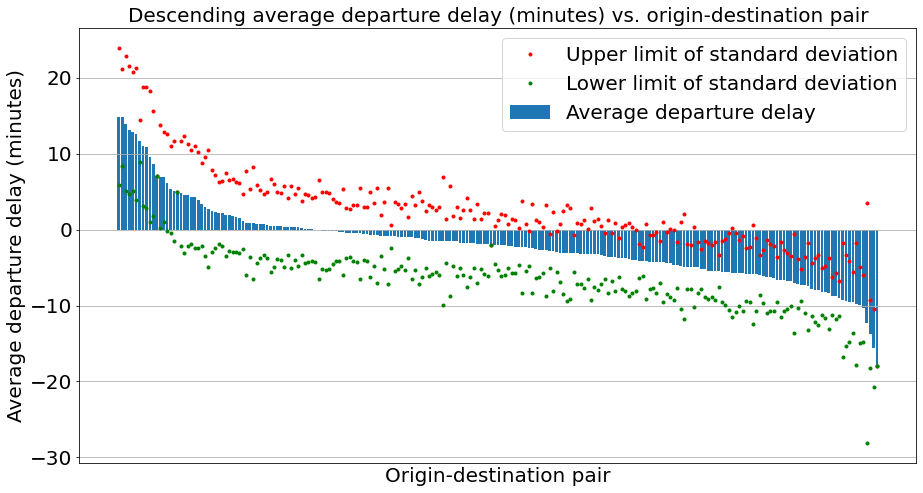 Descending average departure delay (minutes) vs. origin-destination pair
Upper limit of standard deviation
Lower limit of standard deviation
Average departure delay
Average departure delay (minutes)
20
10
0
−10
−20
−30
Origin-destination pair